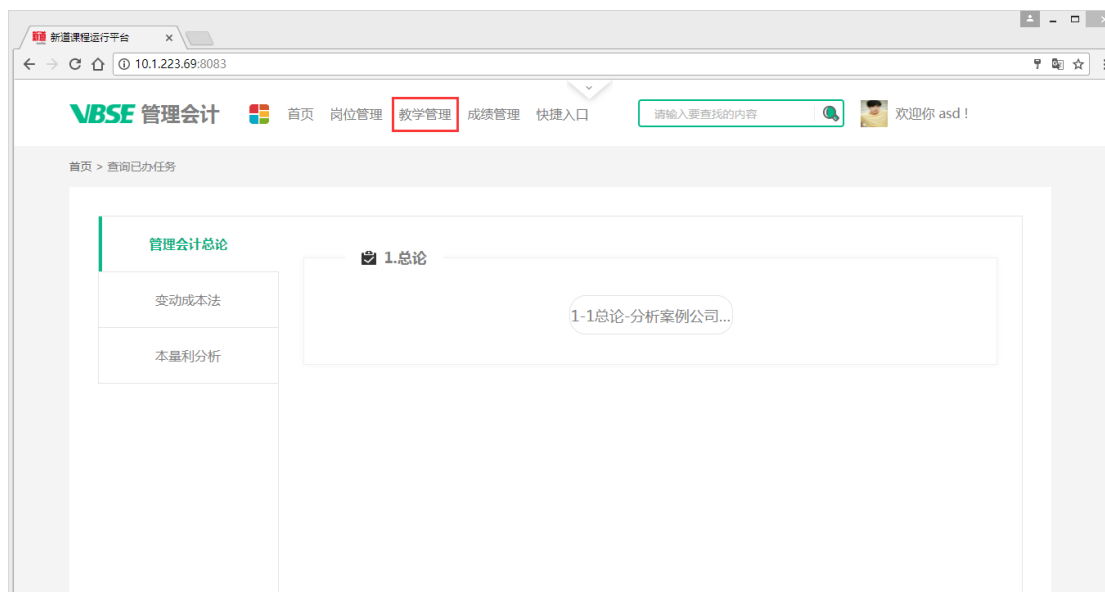 新道课程运行平台
10.1.223.69:8083
VBSE 管理会计 首页 岗位管理 教学管理 成绩管理 快捷入口 请输入要查找的内容 欢迎你 asd !
首页 > 查询已办任务
管理会计总论
变动成本法
本量利分析
1.总论
1-1总论-分析案例公司...